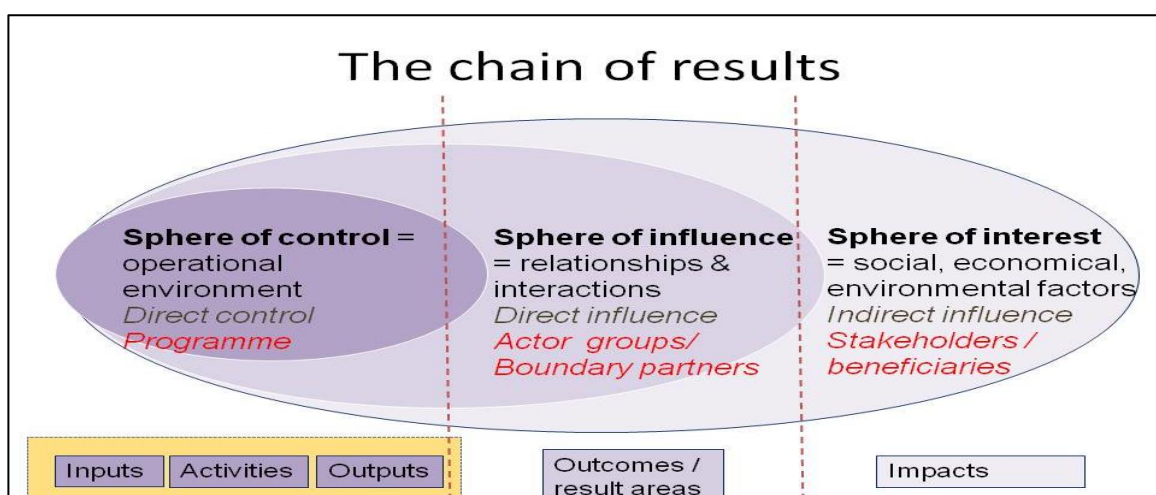 The chain of results
Sphere of control =
operational
environment
Direct control
Programme
Sphere of influence
= relationships &
interactions
Direct influence
Actor groups/
Boundary partners
Sphere of interest
= social, economical,
environmental factors
Indirect influence
Stakeholders /
beneficiaries
Inputs
Activities
Outputs
Outcomes /
result areas
Impacts